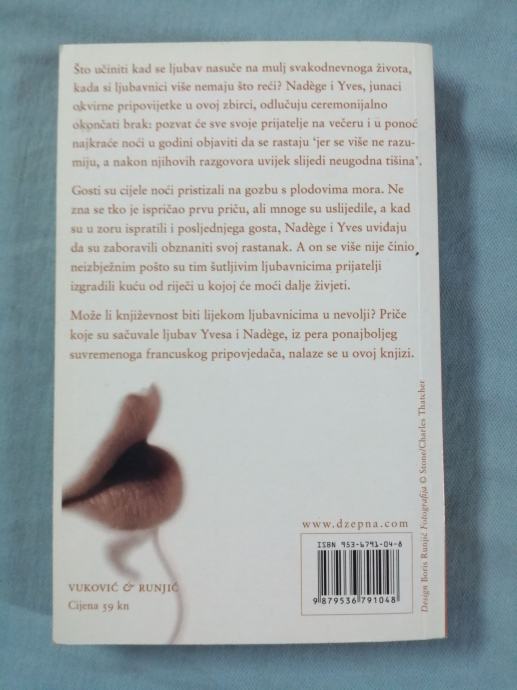 Što učiniti kad se ljubav nasuče na mulj svakodnevnoga života,
kada si ljubavnici više nemaju što reći? Nadège i Yves, junaci
okvirne pripovijetke u ovoj zbirci, odlučuju ceremonijalno
okončati brak: pozvat će sve svoje prijatelje na večeru i u ponoć
najkraće noći u godini objaviti da se rastaju ‘jer se više ne razu-
miju, a nakon njihovih razgovora uvijek slijedi neugodna tišina’.
Gosti su cijele noći pristizali na gozbu s plodovima mora. Ne
zna se tko je ispričao prvu priču, ali mnoge su uslijedile, a kad
su u zoru ispratili i posljednjega gosta, Nadège i Yves uviđaju
da su zaboravili obznaniti svoj rastanak. A on se više nije činio
neizbježnim pošto su tim šutljivim ljubavnicima prijatelji
izgradili kuću od riječi u kojoj će moći dalje živjeti.
Može li književnost biti lijekom ljubavnicima u nevolji? Priče
koje su sačuvale ljubav Yvesa i Nadège, iz pera ponajboljeg
suvremenoga francuskog pripovjedača, nalaze se u ovoj knjizi.
Design Boris Runjić Fotografija © Stone/Charles Thatcher
www.dzepna.com
ISBN 953-6791-04-8
9 879536 791048
VUKOVIĆ & RUNJIĆ
Cijena 59 kn